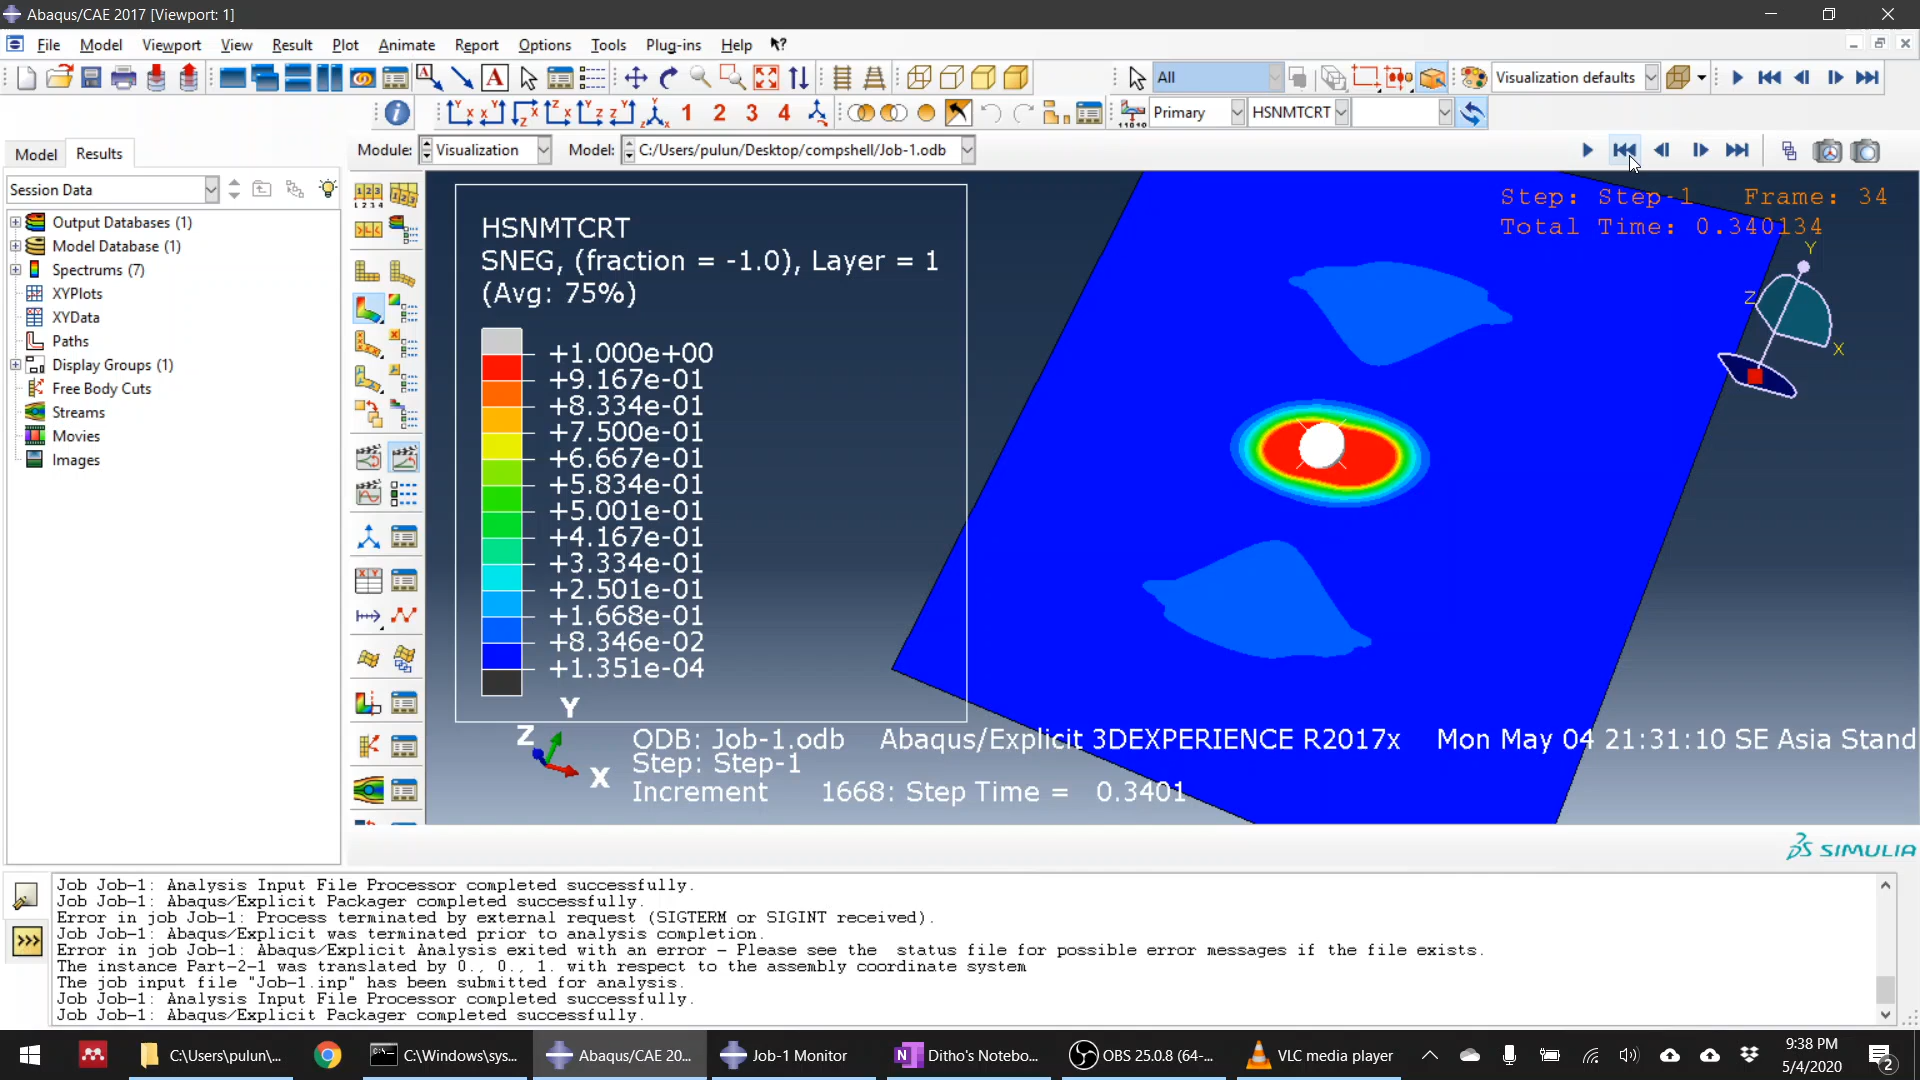 Abaqus/CAE 2017 [Viewport: 1]
File Model Viewport View Result Plot Animate Report Options Tools Plug-ins Help
All
Visualization defaults
1 2 3 4
Primary HSNMTCRT
Model Results
Module: Visualization Model: C:/Users/pulun/Desktop/compshell/Job-1.odb
Session Data
Output Databases (1)
Model Database (1)
Spectrums (7)
XYPlots
XYData
Paths
Display Groups (1)
Free Body Cuts
Streams
Movies
Images
Step: Step-1 Frame: 34
Total Time: 0.340134
HSNMTCRT
SNEG, (fraction = -1.0), Layer = 1
(Avg: 75%)
+1.000e+00
+9.167e-01
+8.334e-01
+7.500e-01
+6.667e-01
+5.834e-01
+5.001e-01
+4.167e-01
+3.334e-01
+2.501e-01
+1.668e-01
+8.346e-02
+1.351e-04
Y
Z
X
Y
Z
X
ODB: Job-1.odb Abaqus/Explicit 3DEXPERIENCE R2017x Mon May 04 21:31:10 SE Asia Stand
Step: Step-1
Increment 1668: Step Time = 0.3401
SIMULIA
Job Job-1: Analysis Input File Processor completed successfully.
Job Job-1: Abaqus/Explicit Packager completed successfully.
Error in job Job-1: Process terminated by external request (SIGTERM or SIGINT received).
Job Job-1: Abaqus/Explicit was terminated prior to analysis completion.
Error in job Job-1: Abaqus/Explicit Analysis exited with an error - Please see the status file for possible error messages if the file exists.
The instance Part-2-1 was translated by 0., 0., 1. with respect to the assembly coordinate system
The job input file "Job-1.inp" has been submitted for analysis.
Job Job-1: Analysis Input File Processor completed successfully.
Job Job-1: Abaqus/Explicit Packager completed successfully.
C:\Users\pulun\... C:\Windows\sys... Abaqus/CAE 20... Job-1 Monitor Ditho's Notebo... OBS 25.0.8 (64-... VLC media player
9:38 PM
5/4/2020
2